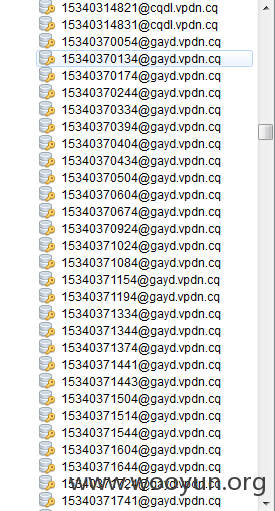 15340314821@cqdl.vpdn.cq
15340314831@cqdl.vpdn.cq
15340370054@gayd.vpdn.cq
15340370134@gayd.vpdn.cq
15340370174@gayd.vpdn.cq
15340370244@gayd.vpdn.cq
15340370334@gayd.vpdn.cq
15340370394@gayd.vpdn.cq
15340370404@gayd.vpdn.cq
15340370434@gayd.vpdn.cq
15340370504@gayd.vpdn.cq
15340370604@gayd.vpdn.cq
15340370674@gayd.vpdn.cq
15340370924@gayd.vpdn.cq
15340371024@gayd.vpdn.cq
15340371084@gayd.vpdn.cq
15340371154@gayd.vpdn.cq
15340371194@gayd.vpdn.cq
15340371334@gayd.vpdn.cq
15340371344@gayd.vpdn.cq
15340371374@gayd.vpdn.cq
15340371441@gayd.vpdn.cq
15340371443@gayd.vpdn.cq
15340371504@gayd.vpdn.cq
15340371514@gayd.vpdn.cq
15340371544@gayd.vpdn.cq
15340371604@gayd.vpdn.cq
15340371644@gayd.vpdn.cq
www.wooyun.org
15340371741@gayd.vpdn.cq